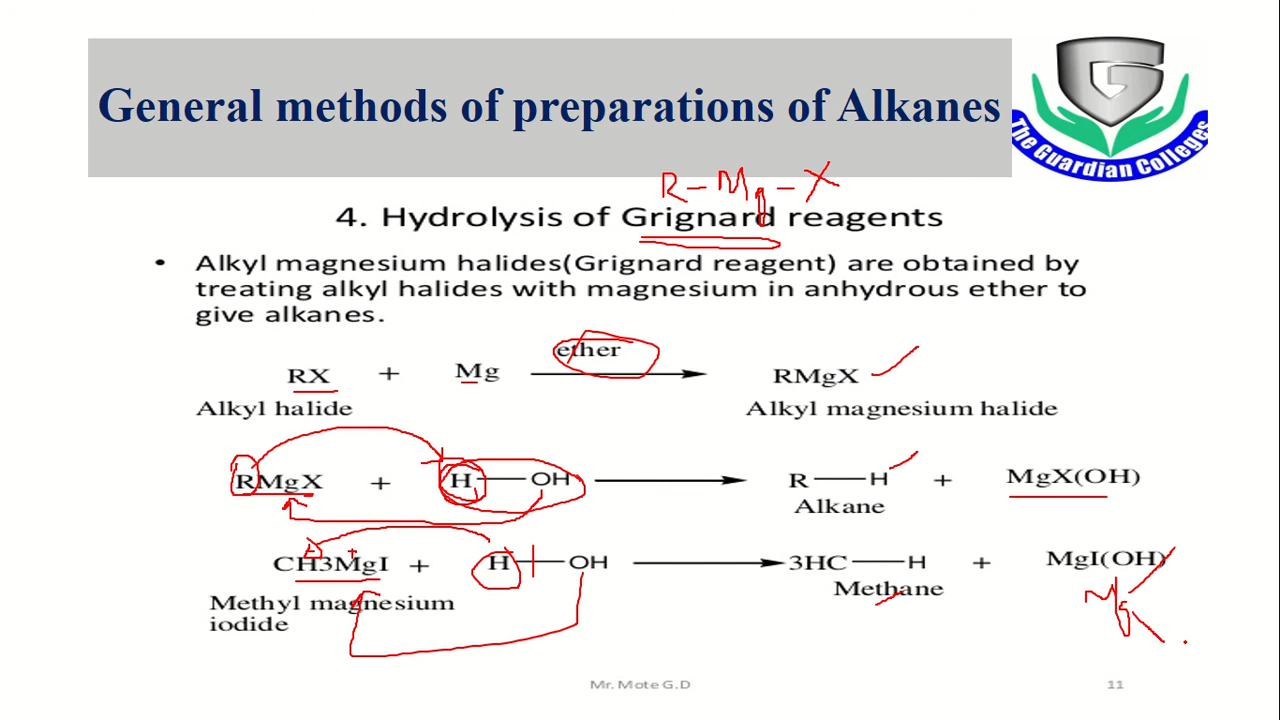 General methods of preparations of Alkanes
The Guardian Colleges
R-Mg-X
4. Hydrolysis of Grignard reagents
• Alkyl magnesium halides(Grignard reagent) are obtained by
treating alkyl halides with magnesium in anhydrous ether to
give alkanes.
RX + Mg ether RMgX
Alkyl halide Alkyl magnesium halide
RMgX + H OH R H + MgX(OH)
Alkane
CH3MgI + H OH 3HC H + MgI(OH)
Methyl magnesium Methane
iodide
Mg
Mr. Mote G.D 11